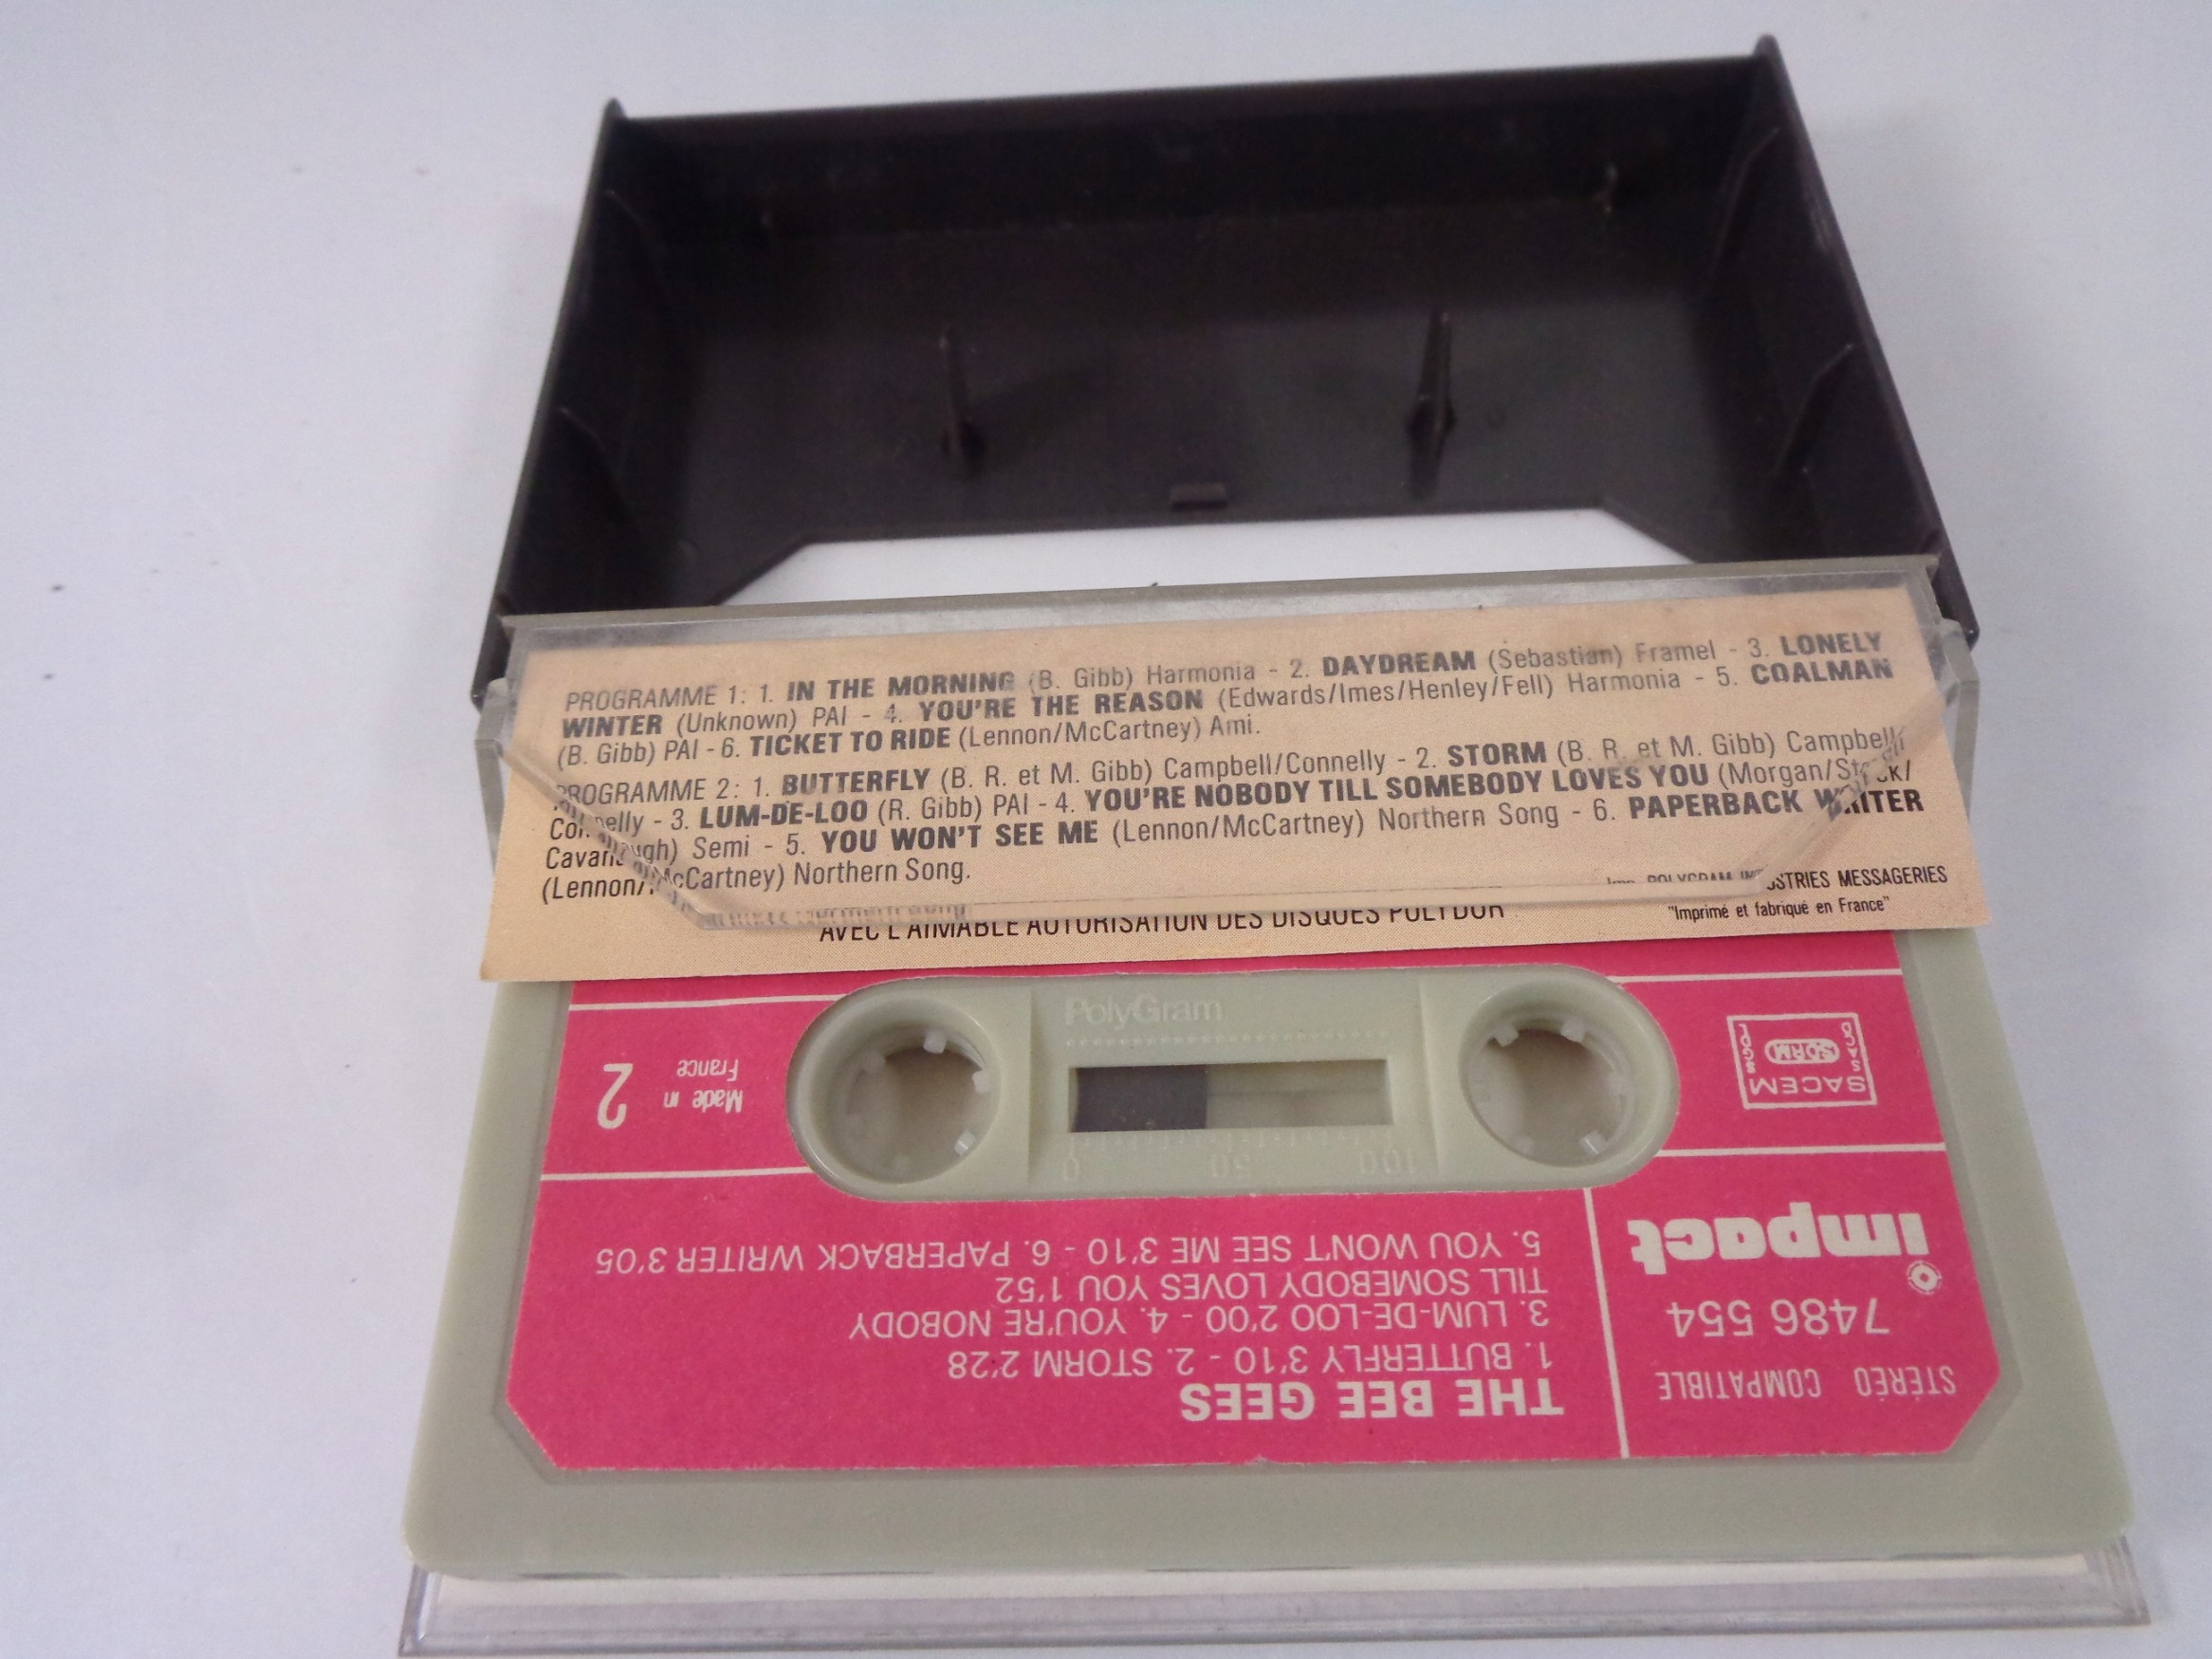 PROGRAMME 1: 1. IN THE MORNING (B. Gibb) Harmonia - 2. DAYDREAM (Sebastian) Framel - 3. LONELY
WINTER (Unknown) PAI - 4. YOU'RE THE REASON (Edwards/Imes/Henley/Fell) Harmonia - 5. COALMAN
(B. Gibb) PAI - 6. TICKET TO RIDE (Lennon/McCartney) Ami.
PROGRAMME 2: 1. BUTTERFLY (B. R. et M. Gibb) Campbell/Connelly - 2. STORM (B. R. et M. Gibb) Campbell/
Connelly - 3. LUM-DE-LOO (R. Gibb) PAI - 4. YOU'RE NOBODY TILL SOMEBODY LOVES YOU (Morgan/
Cavanaugh) Semi - 5. YOU WON'T SEE ME (Lennon/McCartney) Northern Song - 6. PAPERBACK WRITER
(Lennon/McCartney) Northern Song.
Imp. POLYGRAM INDUSTRIES MESSAGERIES
"Imprimé et fabriqué en France"
AVEC L'AIMABLE AUTORISATION DES DISQUES POLYDOR
PolyGram
0 50 100
STÉRÉO COMPATIBLE
7486 554
impact
SACEM
SACD
SDRM
SGDL
THE BEE GEES
1. BUTTERFLY 3'10 - 2. STORM 2'28
3. LUM-DE-LOO 2'00 - 4. YOU'RE NOBODY
TILL SOMEBODY LOVES YOU 1'52
5. YOU WON'T SEE ME 3'10 - 6. PAPERBACK WRITER 3'05
Made in
France
2